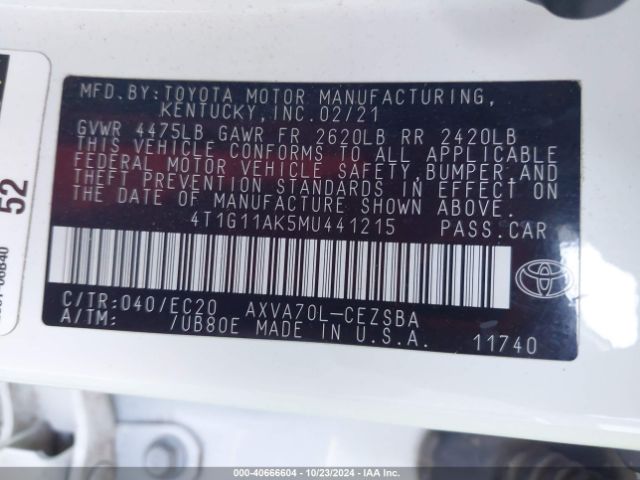 MFD.BY:TOYOTA MOTOR MANUFACTURING,
KENTUCKY,INC.02/21
GVWR 4475LB GAWR FR 2620LB RR 2420LB
THIS VEHICLE CONFORMS TO ALL APPLICABLE
FEDERAL MOTOR VEHICLE SAFETY,BUMPER,AND
THEFT PREVENTION STANDARDS IN EFFECT ON
THE DATE OF MANUFACTURE SHOWN ABOVE.
4T1G11AK5MU441215 PASS.CAR
C/TR:040/EC20 AXVA70L-CEZSBA
A/TM: /UB80E MADE IN U.S.A.
11740
52
000-40666604 | 10/23/2024 | IAA Inc.